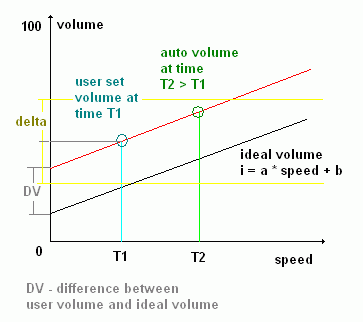 100
volume
auto volume
at time
T2 > T1
user set
volume at
time T1
delta
ideal volume
i = a * speed + b
DV
0
T1
T2
speed
DV - difference between
user volume and ideal volume